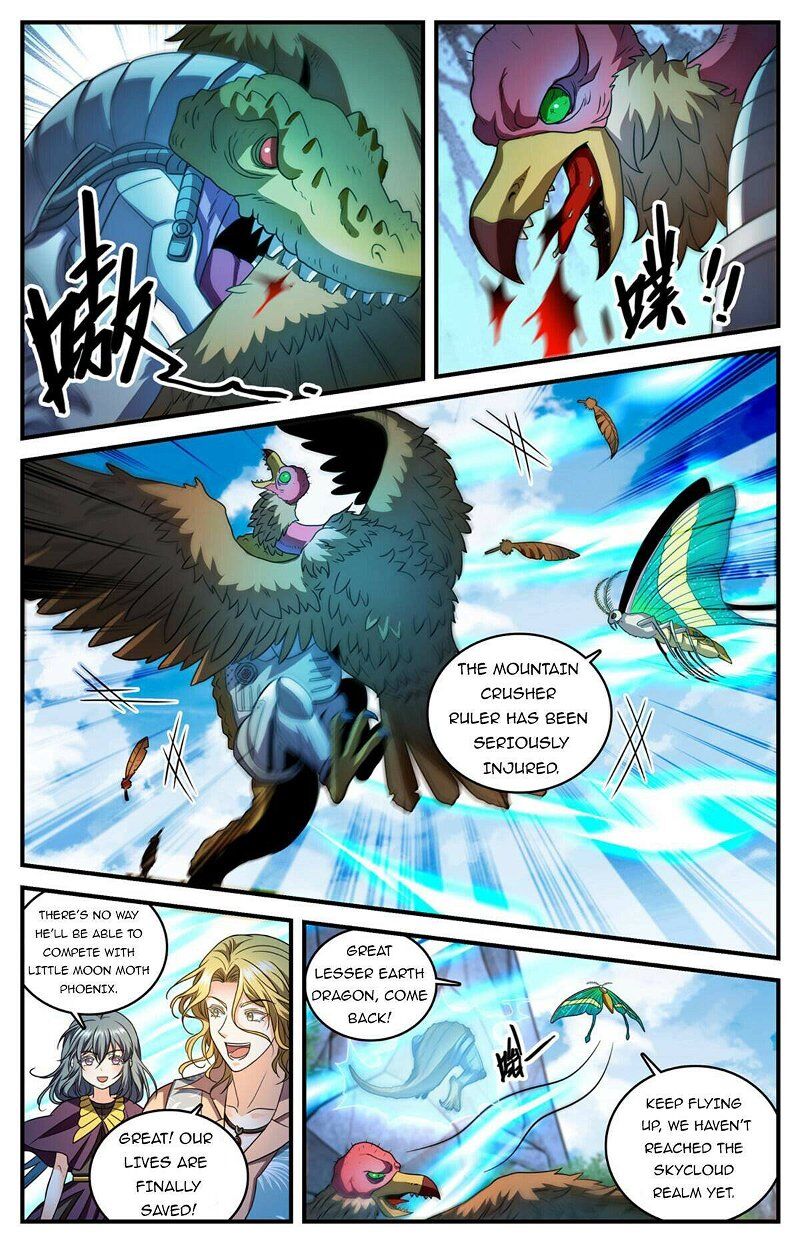 嗷
噗!!
THE MOUNTAIN
CRUSHER
RULER HAS BEEN
SERIOUSLY
INJURED.
THERE'S NO WAY
HE'LL BE ABLE TO
COMPETE WITH
LITTLE MOON MOTH
PHOENIX.
GREAT! OUR
LIVES ARE
FINALLY
SAVED!
GREAT
LESSER EARTH
DRAGON, COME
BACK!
KEEP FLYING
UP, WE HAVEN'T
REACHED THE
SKYCLOUD
REALM YET.